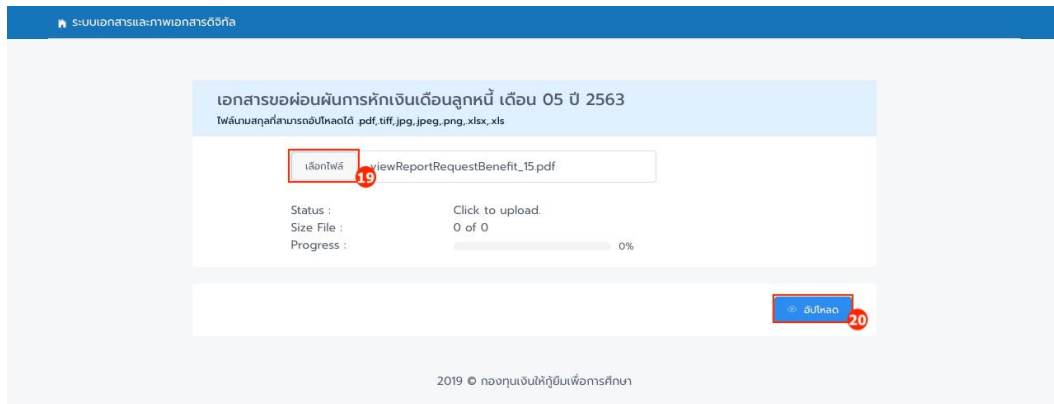 ระบบเอกสารและภาพเอกสารดิจิทัล
เอกสารขอผ่อนผันการหักเงินเดือนลูกหนี้ เดือน 05 ปี 2563
ไฟล์นามสกุลที่สามารถอัปโหลดได้ .pdf,.tiff,.jpg,.jpeg,.png,.xlsx,.xls
เลือกไฟล์ viewReportRequestBenefit_15.pdf
19
Status : Click to upload.
Size File : 0 of 0
Progress : 0%
อัปโหลด
20
2019 © กองทุนเงินให้กู้ยืมเพื่อการศึกษา